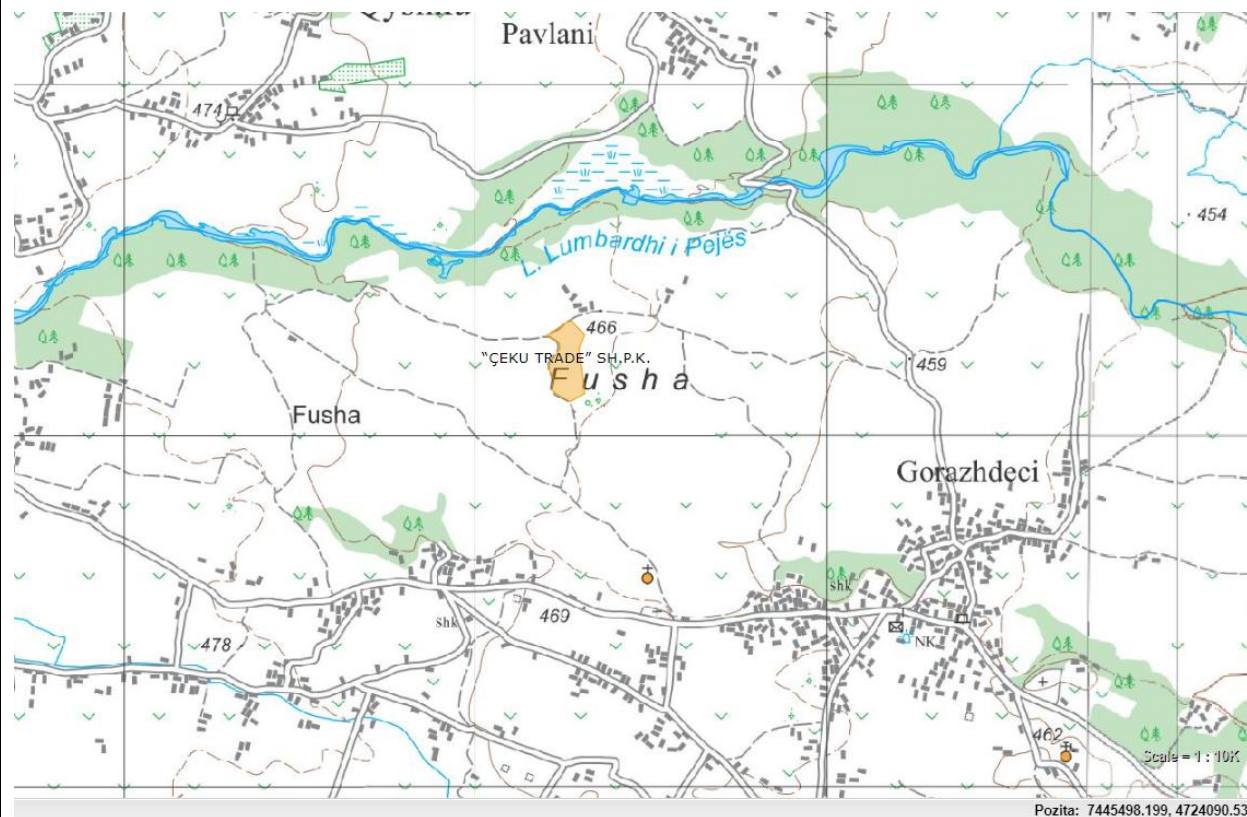 Pavlani
474
454
L. Lumbardhi i Pejës
466
"ÇEKU TRADE" SH.P.K.
Fusha
459
Fusha
Gorazhdeci
shk
469
shk
478
NK
462
Scale = 1 : 10K
Pozita: 7445498.199, 4724090.53